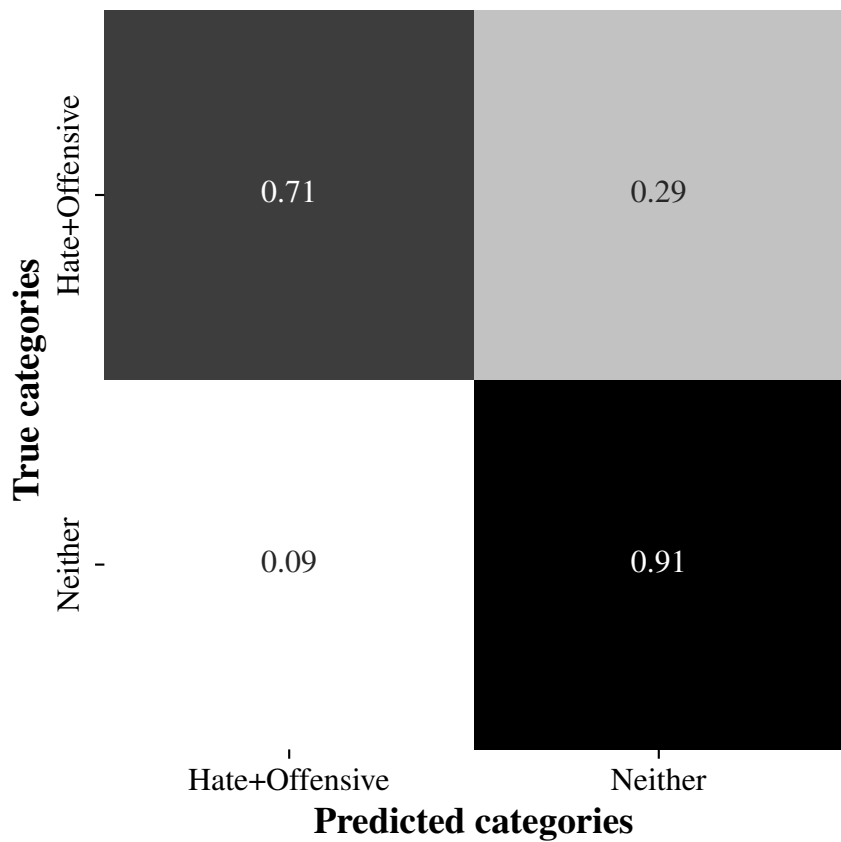 True categories
Hate+Offensive
0.71
0.29
Neither
0.09
0.91
Hate+Offensive
Neither
Predicted categories